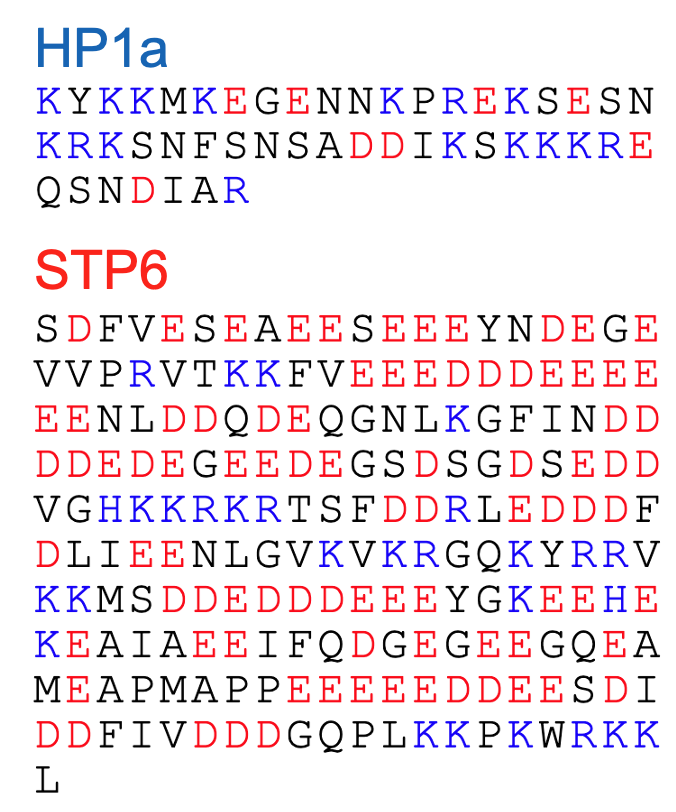 HP1a
KYKKMKEGENNKPREKSESN
KRKSNFSNSADDIKSKKKRE
QSNDIAR
STP6
SDFVESEAEESEEEYNDEGE
VVPRVTKKFVEEEDDDEEEE
EENLDDQDEQGNLKGFINDD
DDEDEGEEDEGSDSGDSEDD
VGHKKRKRTSFDDRLEDDDF
DLIEENLGVKVKRGQKYRRV
KKMSDDEDDDEEEYGKEEHE
KEAIAEEIFQDGEGEEGQEA
MEAPMAPPEEEEEDDEESDI
DDFIVDDDGQPLKKPKWRKK
L